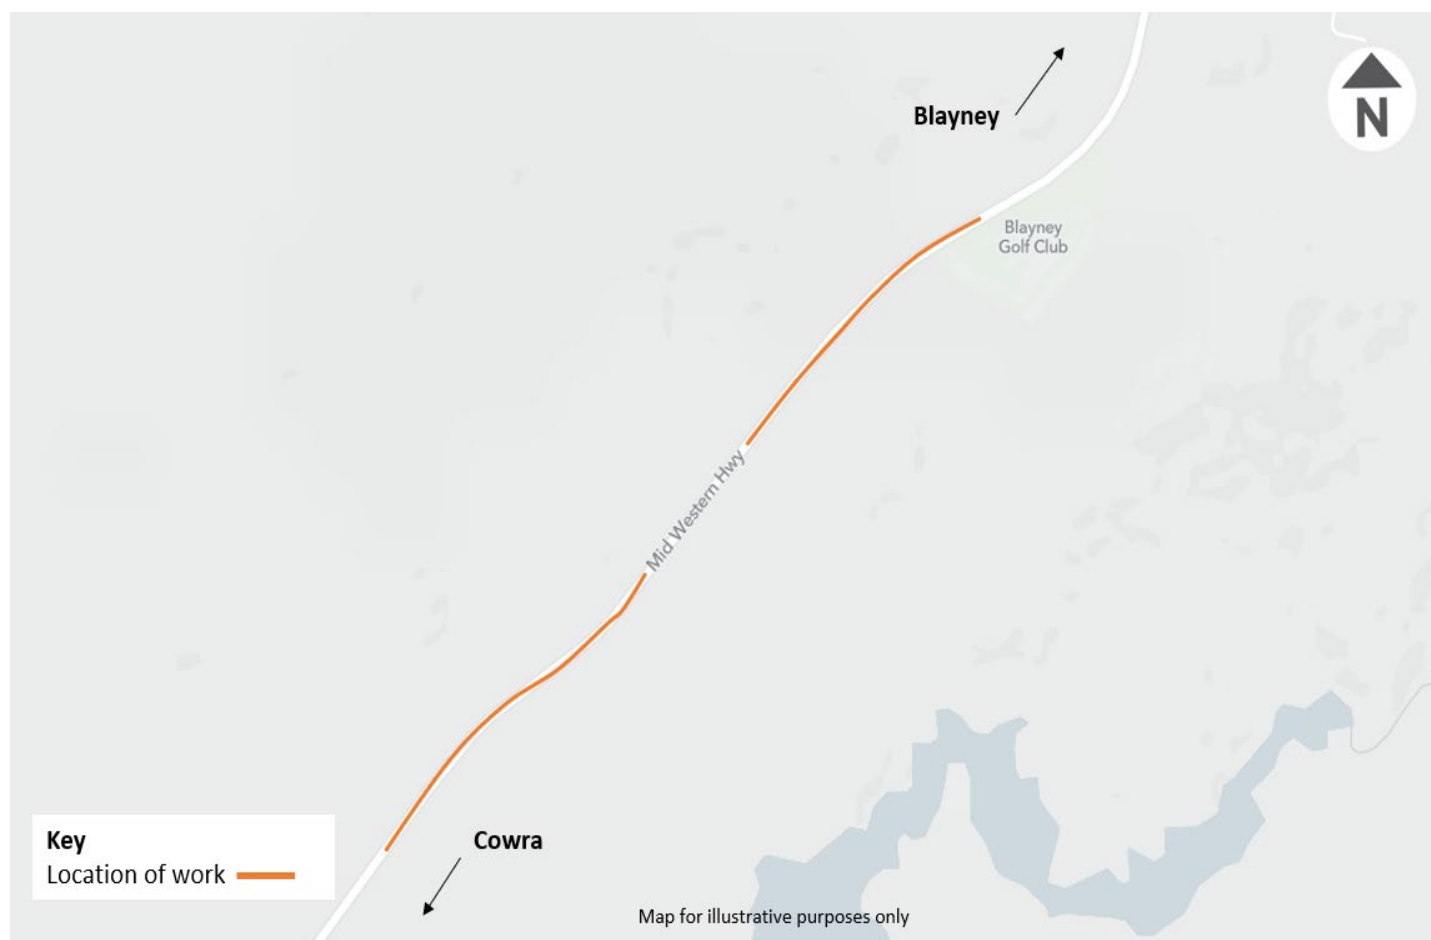 Blayney
N
Blayney
Golf Club
Mid Western Hwy
Key
Location of work
Cowra
Map for illustrative purposes only